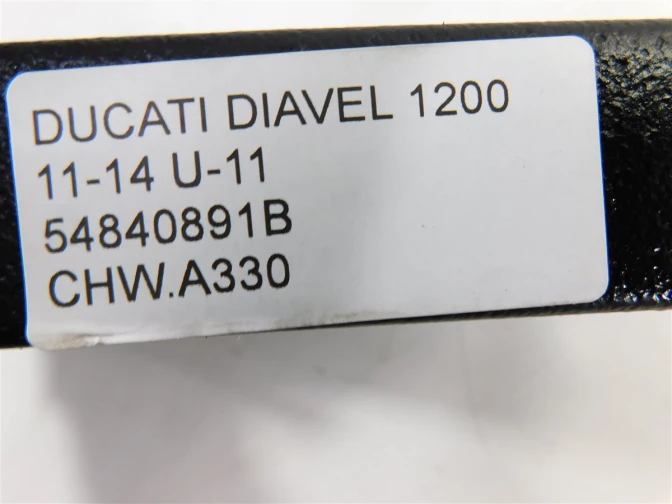 DUCATI DIAVEL 1200
11-14 U-11
54840891B
CHW.A330